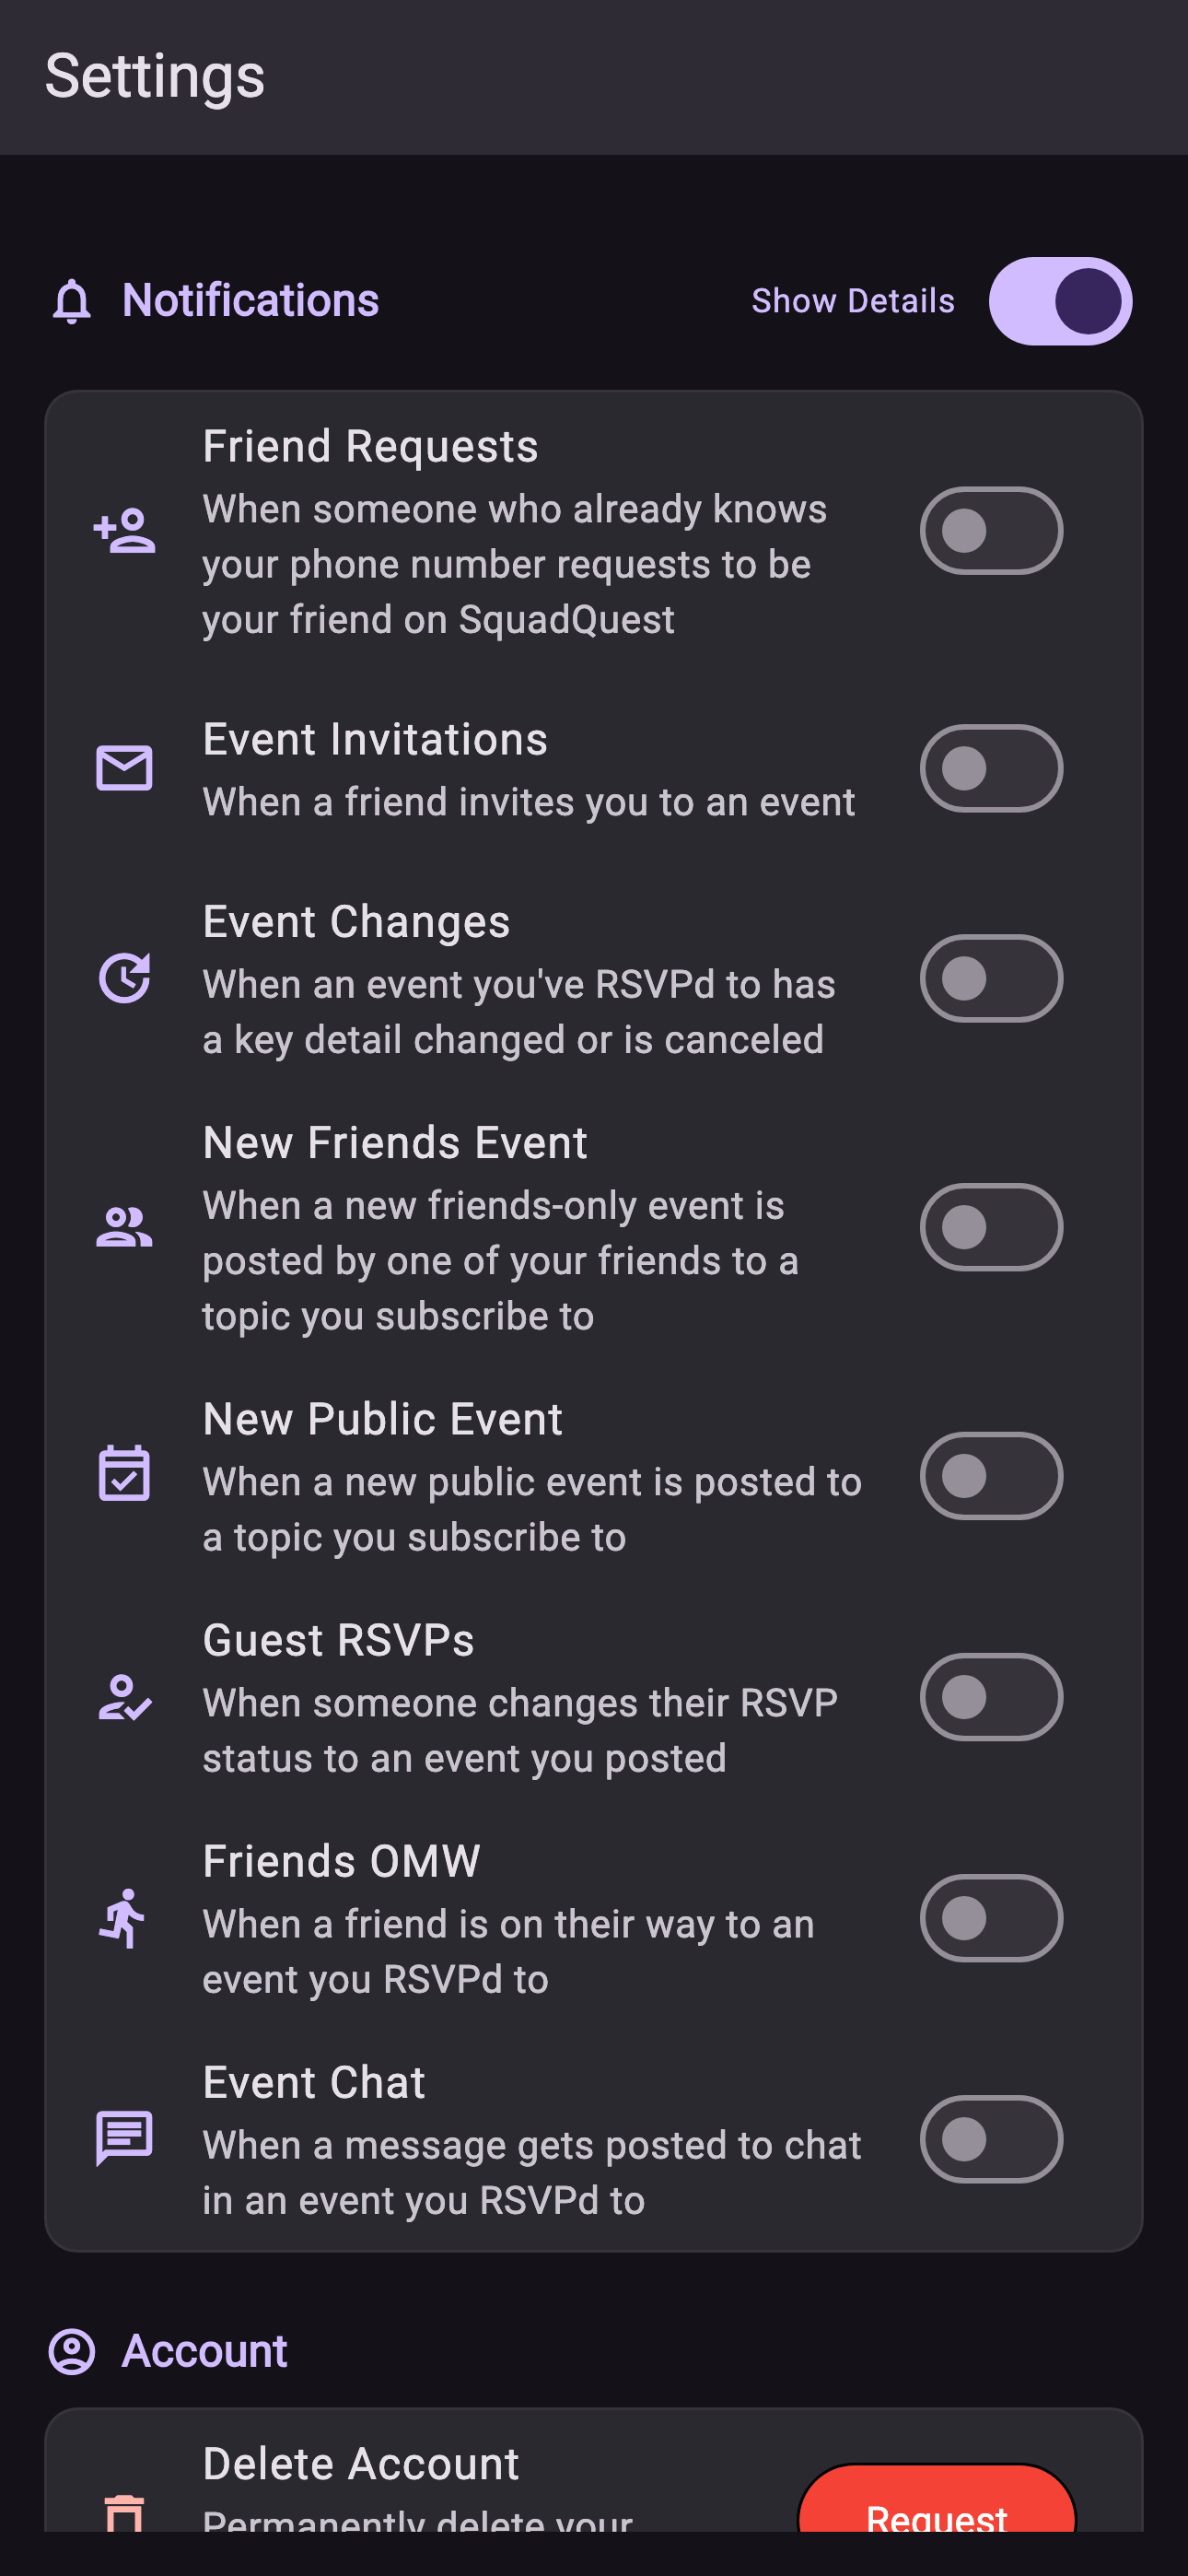 Settings
Notifications
Show Details
Friend Requests
When someone who already knows
your phone number requests to be
your friend on SquadQuest
Event Invitations
When a friend invites you to an event
Event Changes
When an event you've RSVPd to has
a key detail changed or is canceled
New Friends Event
When a new friends-only event is
posted by one of your friends to a
topic you subscribe to
New Public Event
When a new public event is posted to
a topic you subscribe to
Guest RSVPs
When someone changes their RSVP
status to an event you posted
Friends OMW
When a friend is on their way to an
event you RSVPd to
Event Chat
When a message gets posted to chat
in an event you RSVPd to
Account
Delete Account
Permanently delete your
Request